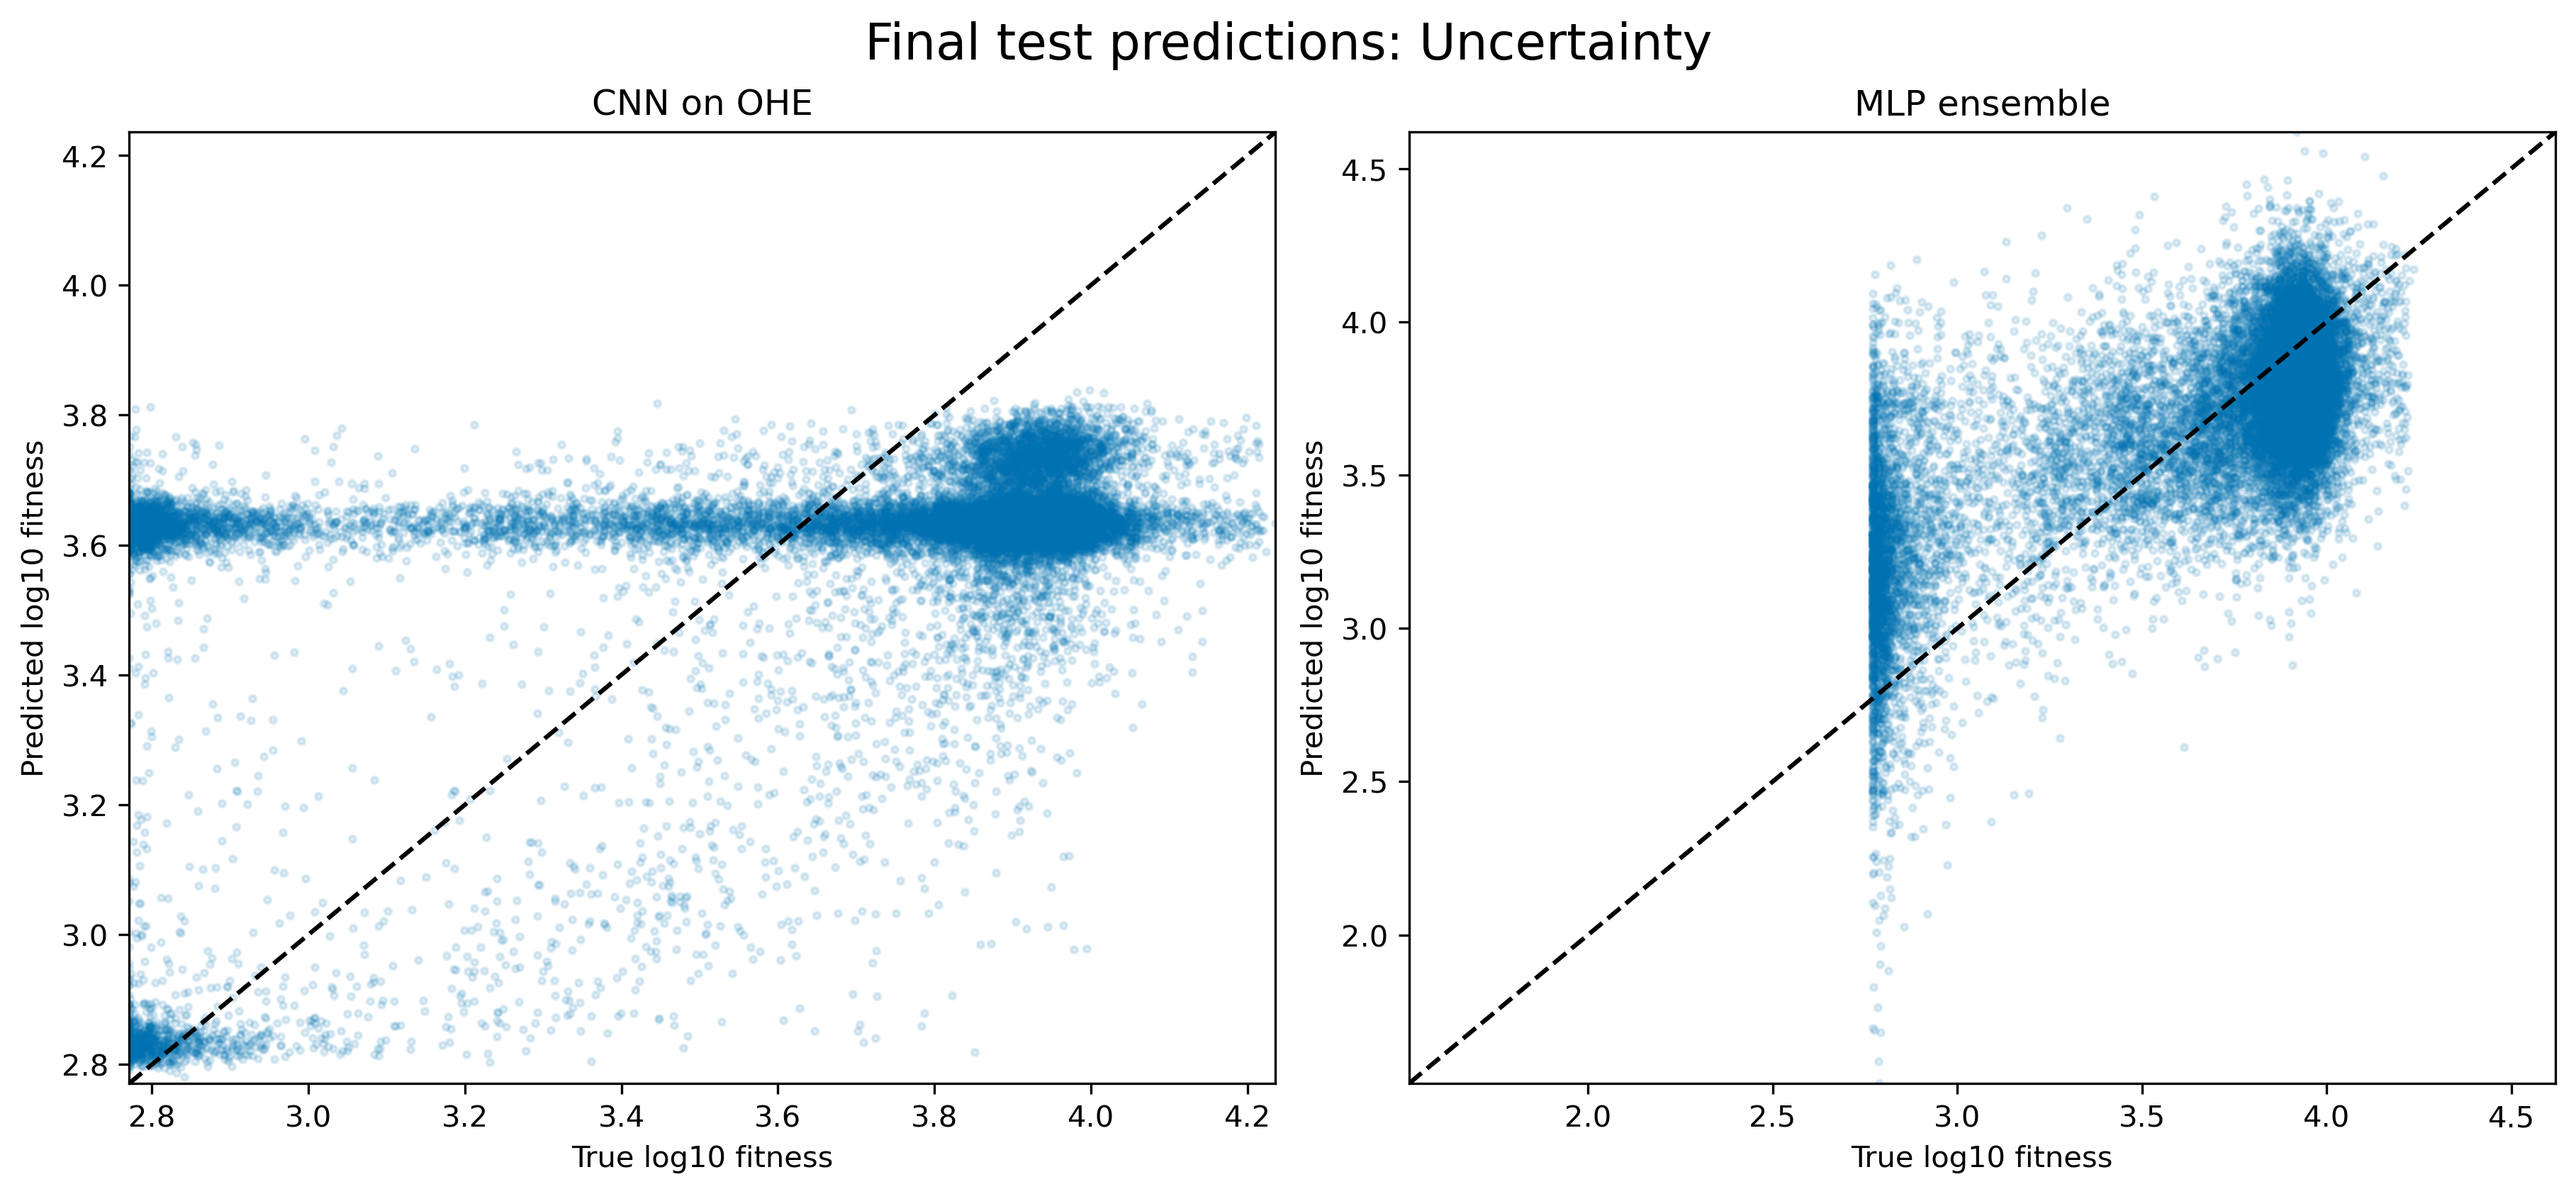 Final test predictions: Uncertainty
CNN on OHE
Predicted log10 fitness
4.2
4.0
3.8
3.6
3.4
3.2
3.0
2.8
2.8 3.0 3.2 3.4 3.6 3.8 4.0 4.2
True log10 fitness
MLP ensemble
Predicted log10 fitness
4.5
4.0
3.5
3.0
2.5
2.0
2.0 2.5 3.0 3.5 4.0 4.5
True log10 fitness